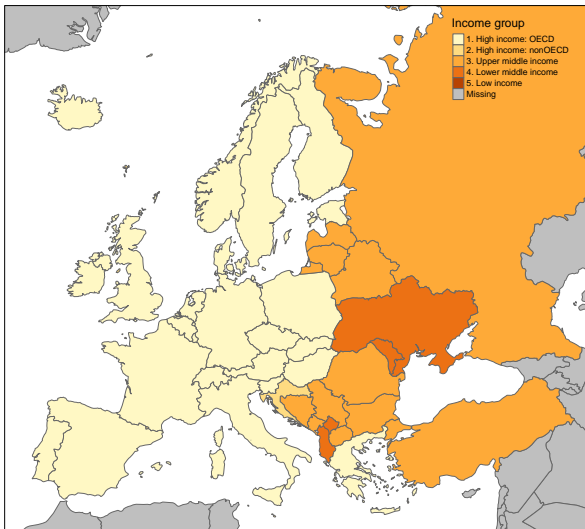 Income group
1. High income: OECD
2. High income: nonOECD
3. Upper middle income
4. Lower middle income
5. Low income
Missing